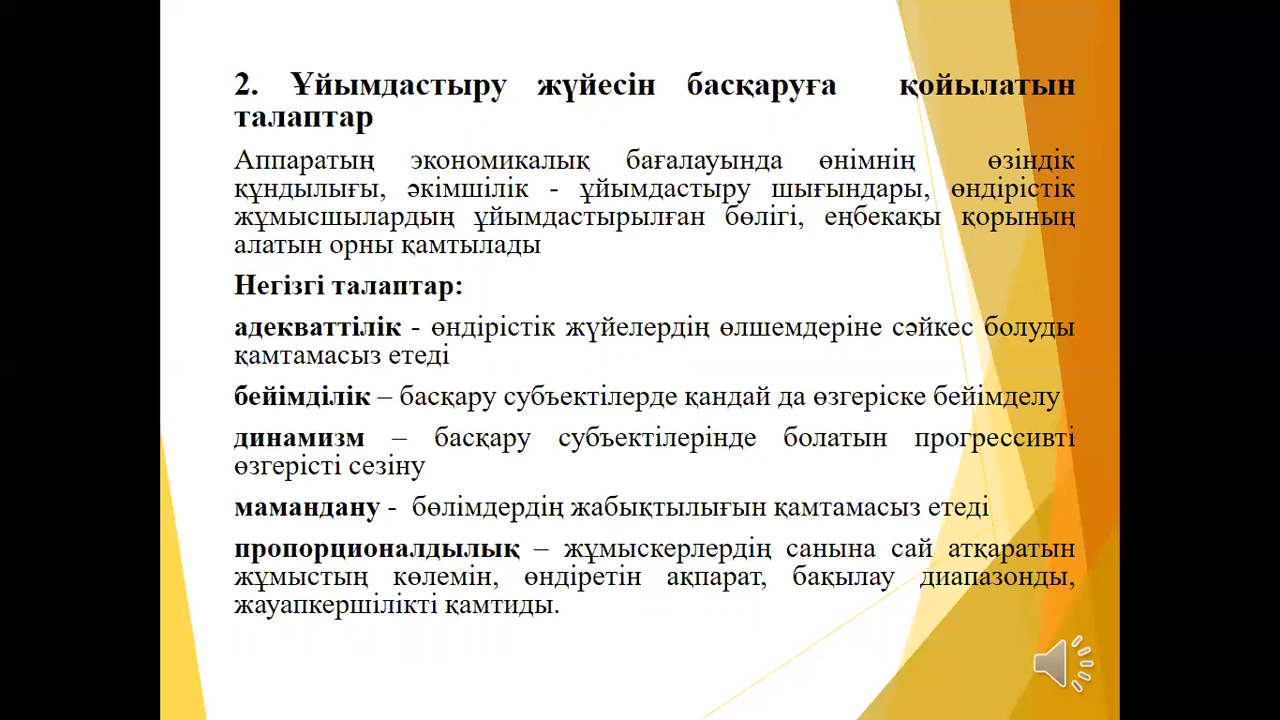 2. Ұйымдастыру жүйесін басқаруға қойылатын
талаптар
Аппаратың экономикалық бағалауында өнімнің өзіндік
құндылығы, әкімшілік - ұйымдастыру шығындары, өндірістік
жұмысшылардың ұйымдастырылған бөлігі, еңбекақы қорының
алатын орны қамтылады
Негізгі талаптар:
адекваттілік - өндірістік жүйелердің өлшемдеріне сәйкес болуды
қамтамасыз етеді
бейімділік – басқару субъектілерде қандай да өзгеріске бейімделу
динамизм – басқару субъектілерінде болатын прогрессивті
өзгерісті сезіну
мамандану - бөлімдердің жабықтылығын қамтамасыз етеді
пропорционалдылық – жұмыскерлердің санына сай атқаратын
жұмыстың көлемін, өндіретін ақпарат, бақылау диапазонды,
жауапкершілікті қамтиды.